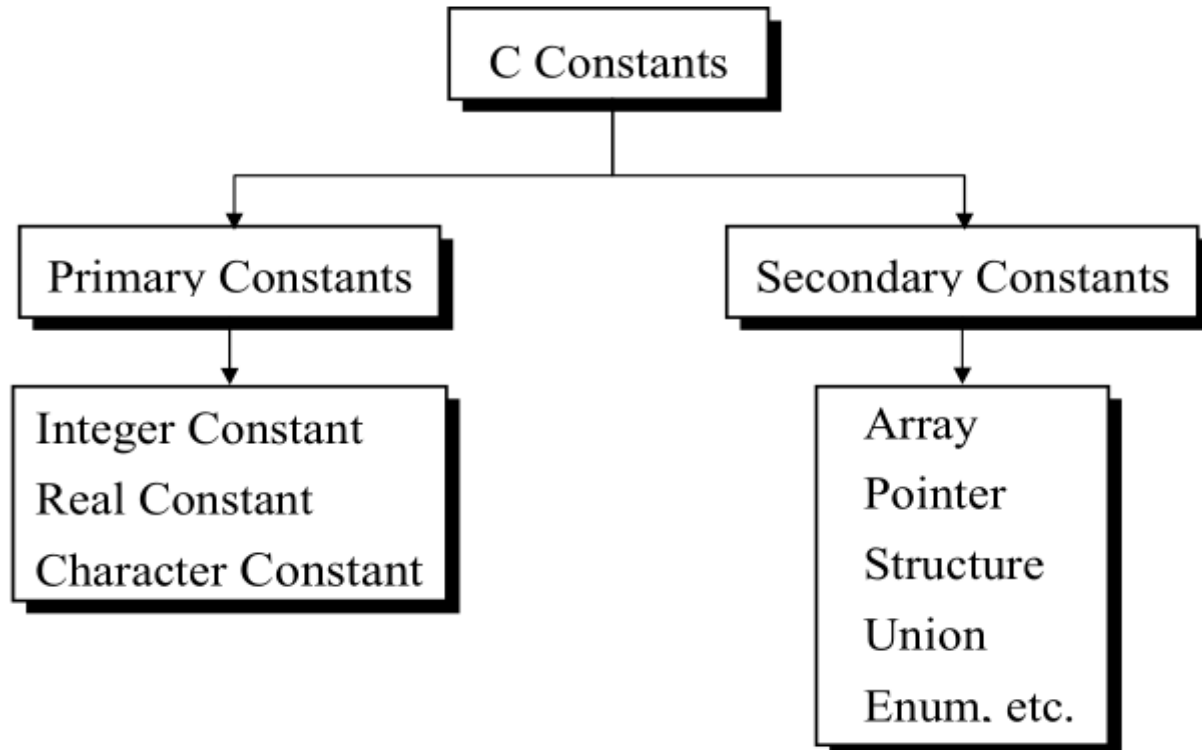 C Constants
Primary Constants
Secondary Constants
Integer Constant
Real Constant
Character Constant
Array
Pointer
Structure
Union
Enum, etc.